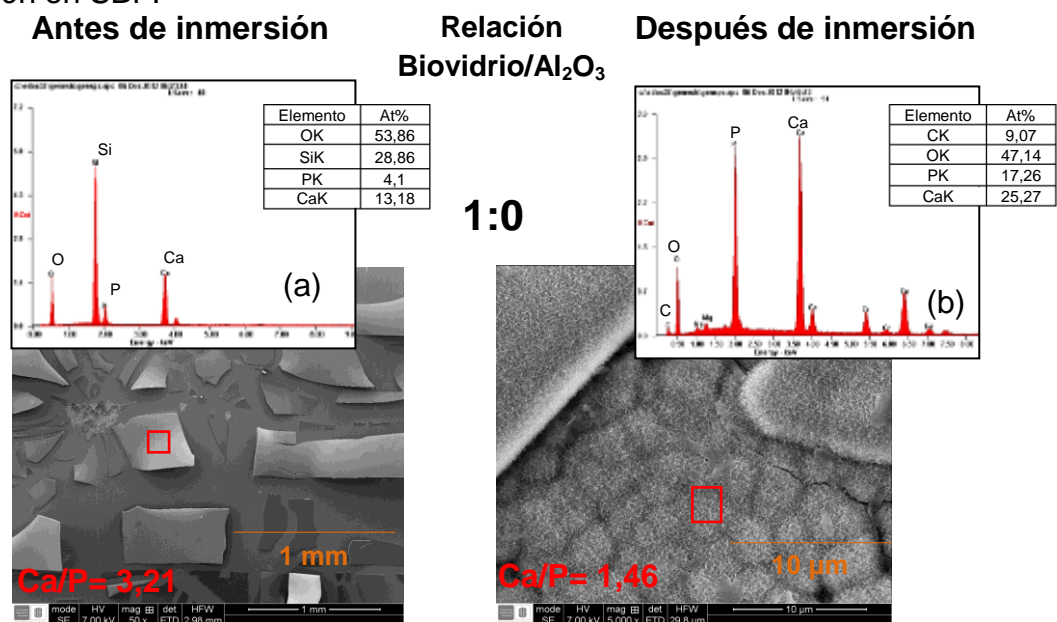 Antes de inmersión
Relación
Biovidrio/Al₂O₃
Después de inmersión
Elemento At%
OK 53,86
SiK 28,86
PK 4,1
CaK 13,18
Si
O
P
Ca
(a)
1:0
Elemento At%
CK 9,07
OK 47,14
PK 17,26
CaK 25,27
P
Ca
O
C
(b)
1 mm
Ca/P= 3,21
10 µm
Ca/P= 1,46
mode HV mag det HFW 1 mm
SE 7.00 kV 50 x ETD 2.98 mm
mode HV mag det HFW 10 µm
SE 7.00 kV 5 000 x ETD 29.8 µm